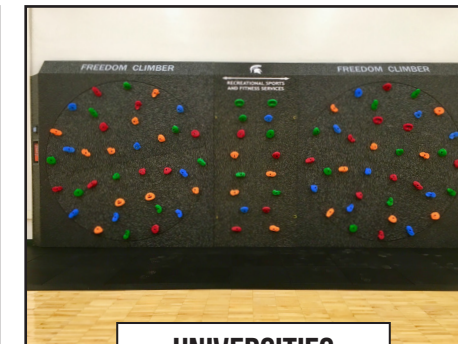 FREEDOM CLIMBER
RECREATIONAL SPORTS
AND FITNESS SERVICES
FREEDOM CLIMBER
UNIVERSITIES